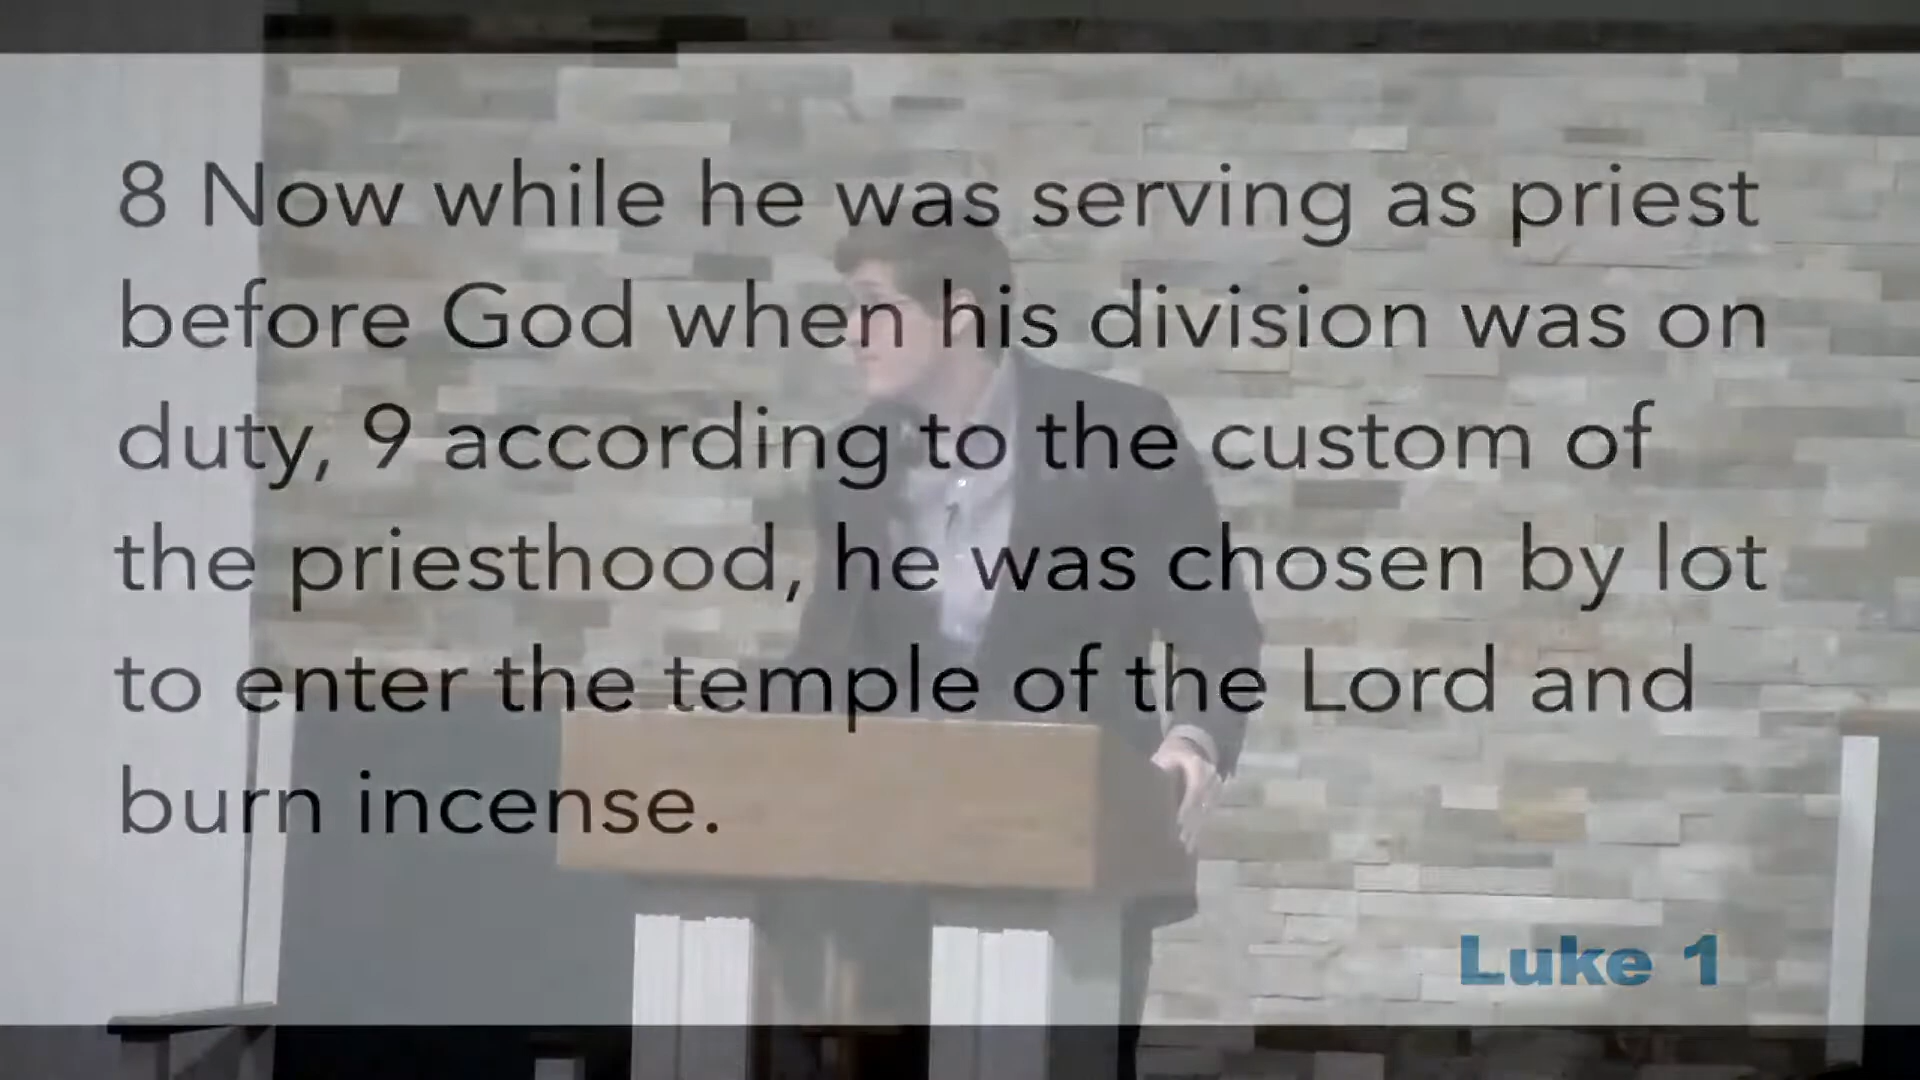 8 Now while he was serving as priest
before God when his division was on
duty, 9 according to the custom of
the priesthood, he was chosen by lot
to enter the temple of the Lord and
burn incense.
Luke 1